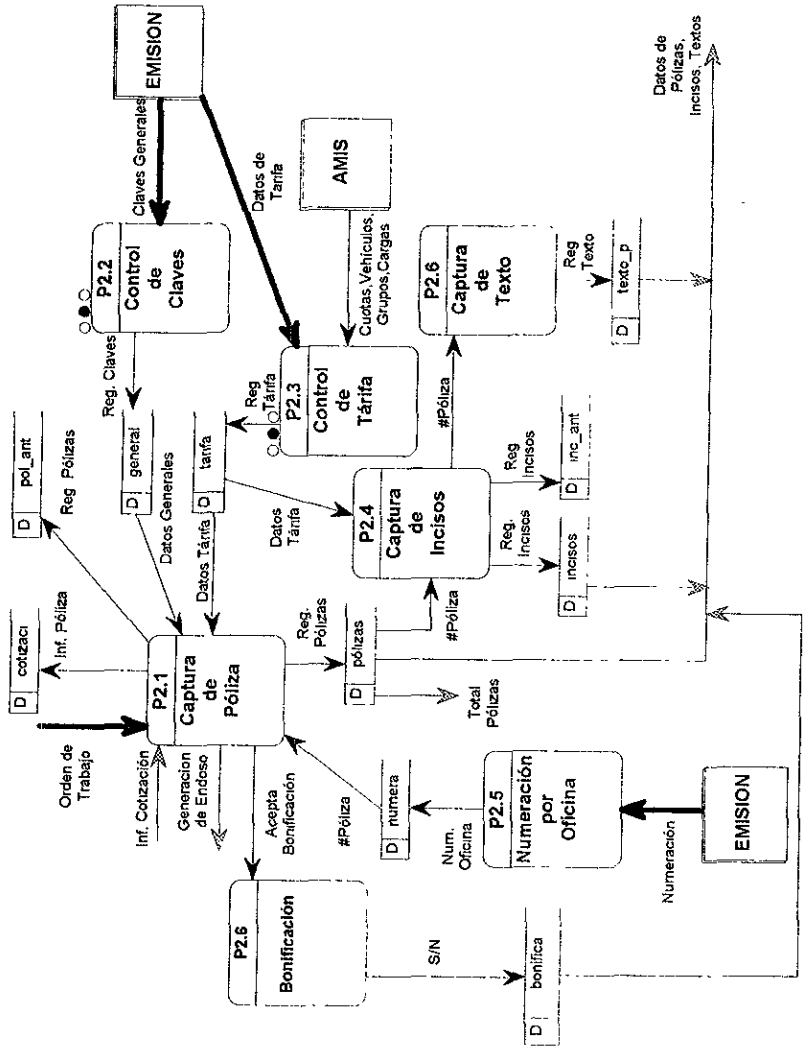 Orden de
Trabajo
D cotizaci
Inf. Póliza
D pol_ant
Reg Pólizas
Reg. Claves
P2.2
Control
de
Claves
Claves Generales
EMISION
Datos de
Tarifa
D general
Datos Generales
Inf. Cotización
Generacion
de Endoso
P2.1
Captura
de
Póliza
Datos Tárifa
D tarifa
Reg
Tárifa
P2.3
Control
de
Tárifa
Cuotas,Vehículos,
Grupos,Cargas
AMIS
Acepta
Bonificación
Reg.
Pólizas
Datos
Tárifa
P2.6
Bonificación
#Póliza
D numera
D pólizas
Total
Pólizas
#Póliza
P2.4
Captura
de
Incisos
#Póliza
P2.6
Captura
de
Texto
Num.
Oficina
P2.5
Numeración
por
Oficina
Reg.
Incisos
Reg
Incisos
Reg
Texto
S/N
D incisos
D inc_ant
D texto_p
D bonifica
Numeración
EMISION
Datos de
Pólizas,
Incisos, Textos